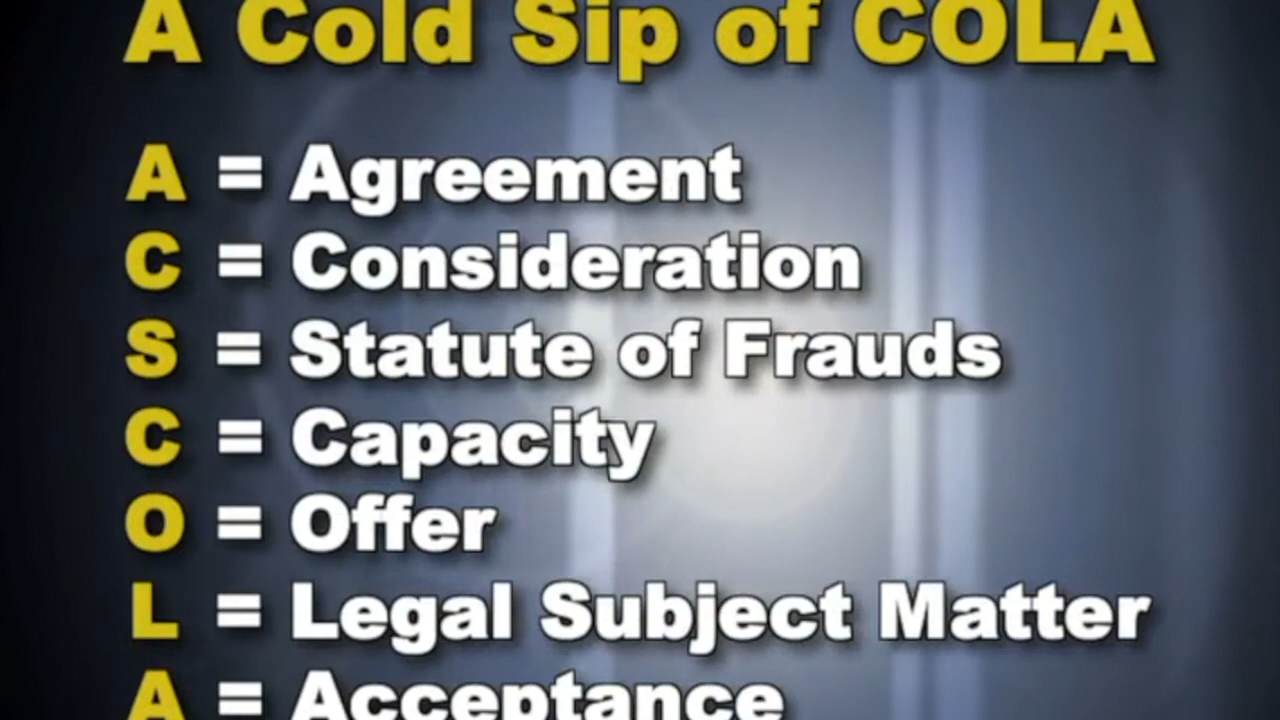 A Cold Sip of COLA
A = Agreement
C = Consideration
S = Statute of Frauds
C = Capacity
O = Offer
L = Legal Subject Matter
A = Acceptance